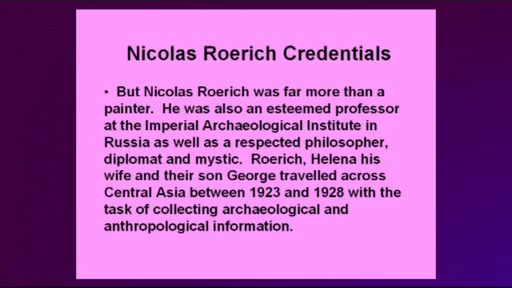 Nicolas Roerich Credentials
• But Nicolas Roerich was far more than a
painter. He was also an esteemed professor
at the Imperial Archaeological Institute in
Russia as well as a respected philosopher,
diplomat and mystic. Roerich, Helena his
wife and their son George travelled across
Central Asia between 1923 and 1928 with the
task of collecting archaeological and
anthropological information.